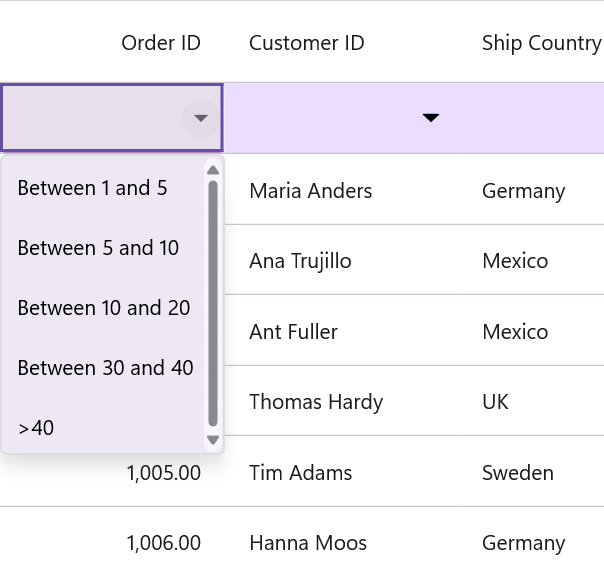 Order ID Customer ID Ship Country
Between 1 and 5
Maria Anders Germany
Between 5 and 10
Ana Trujillo Mexico
Between 10 and 20
Ant Fuller Mexico
Between 30 and 40
Thomas Hardy UK
>40
1,005.00 Tim Adams Sweden
1,006.00 Hanna Moos Germany